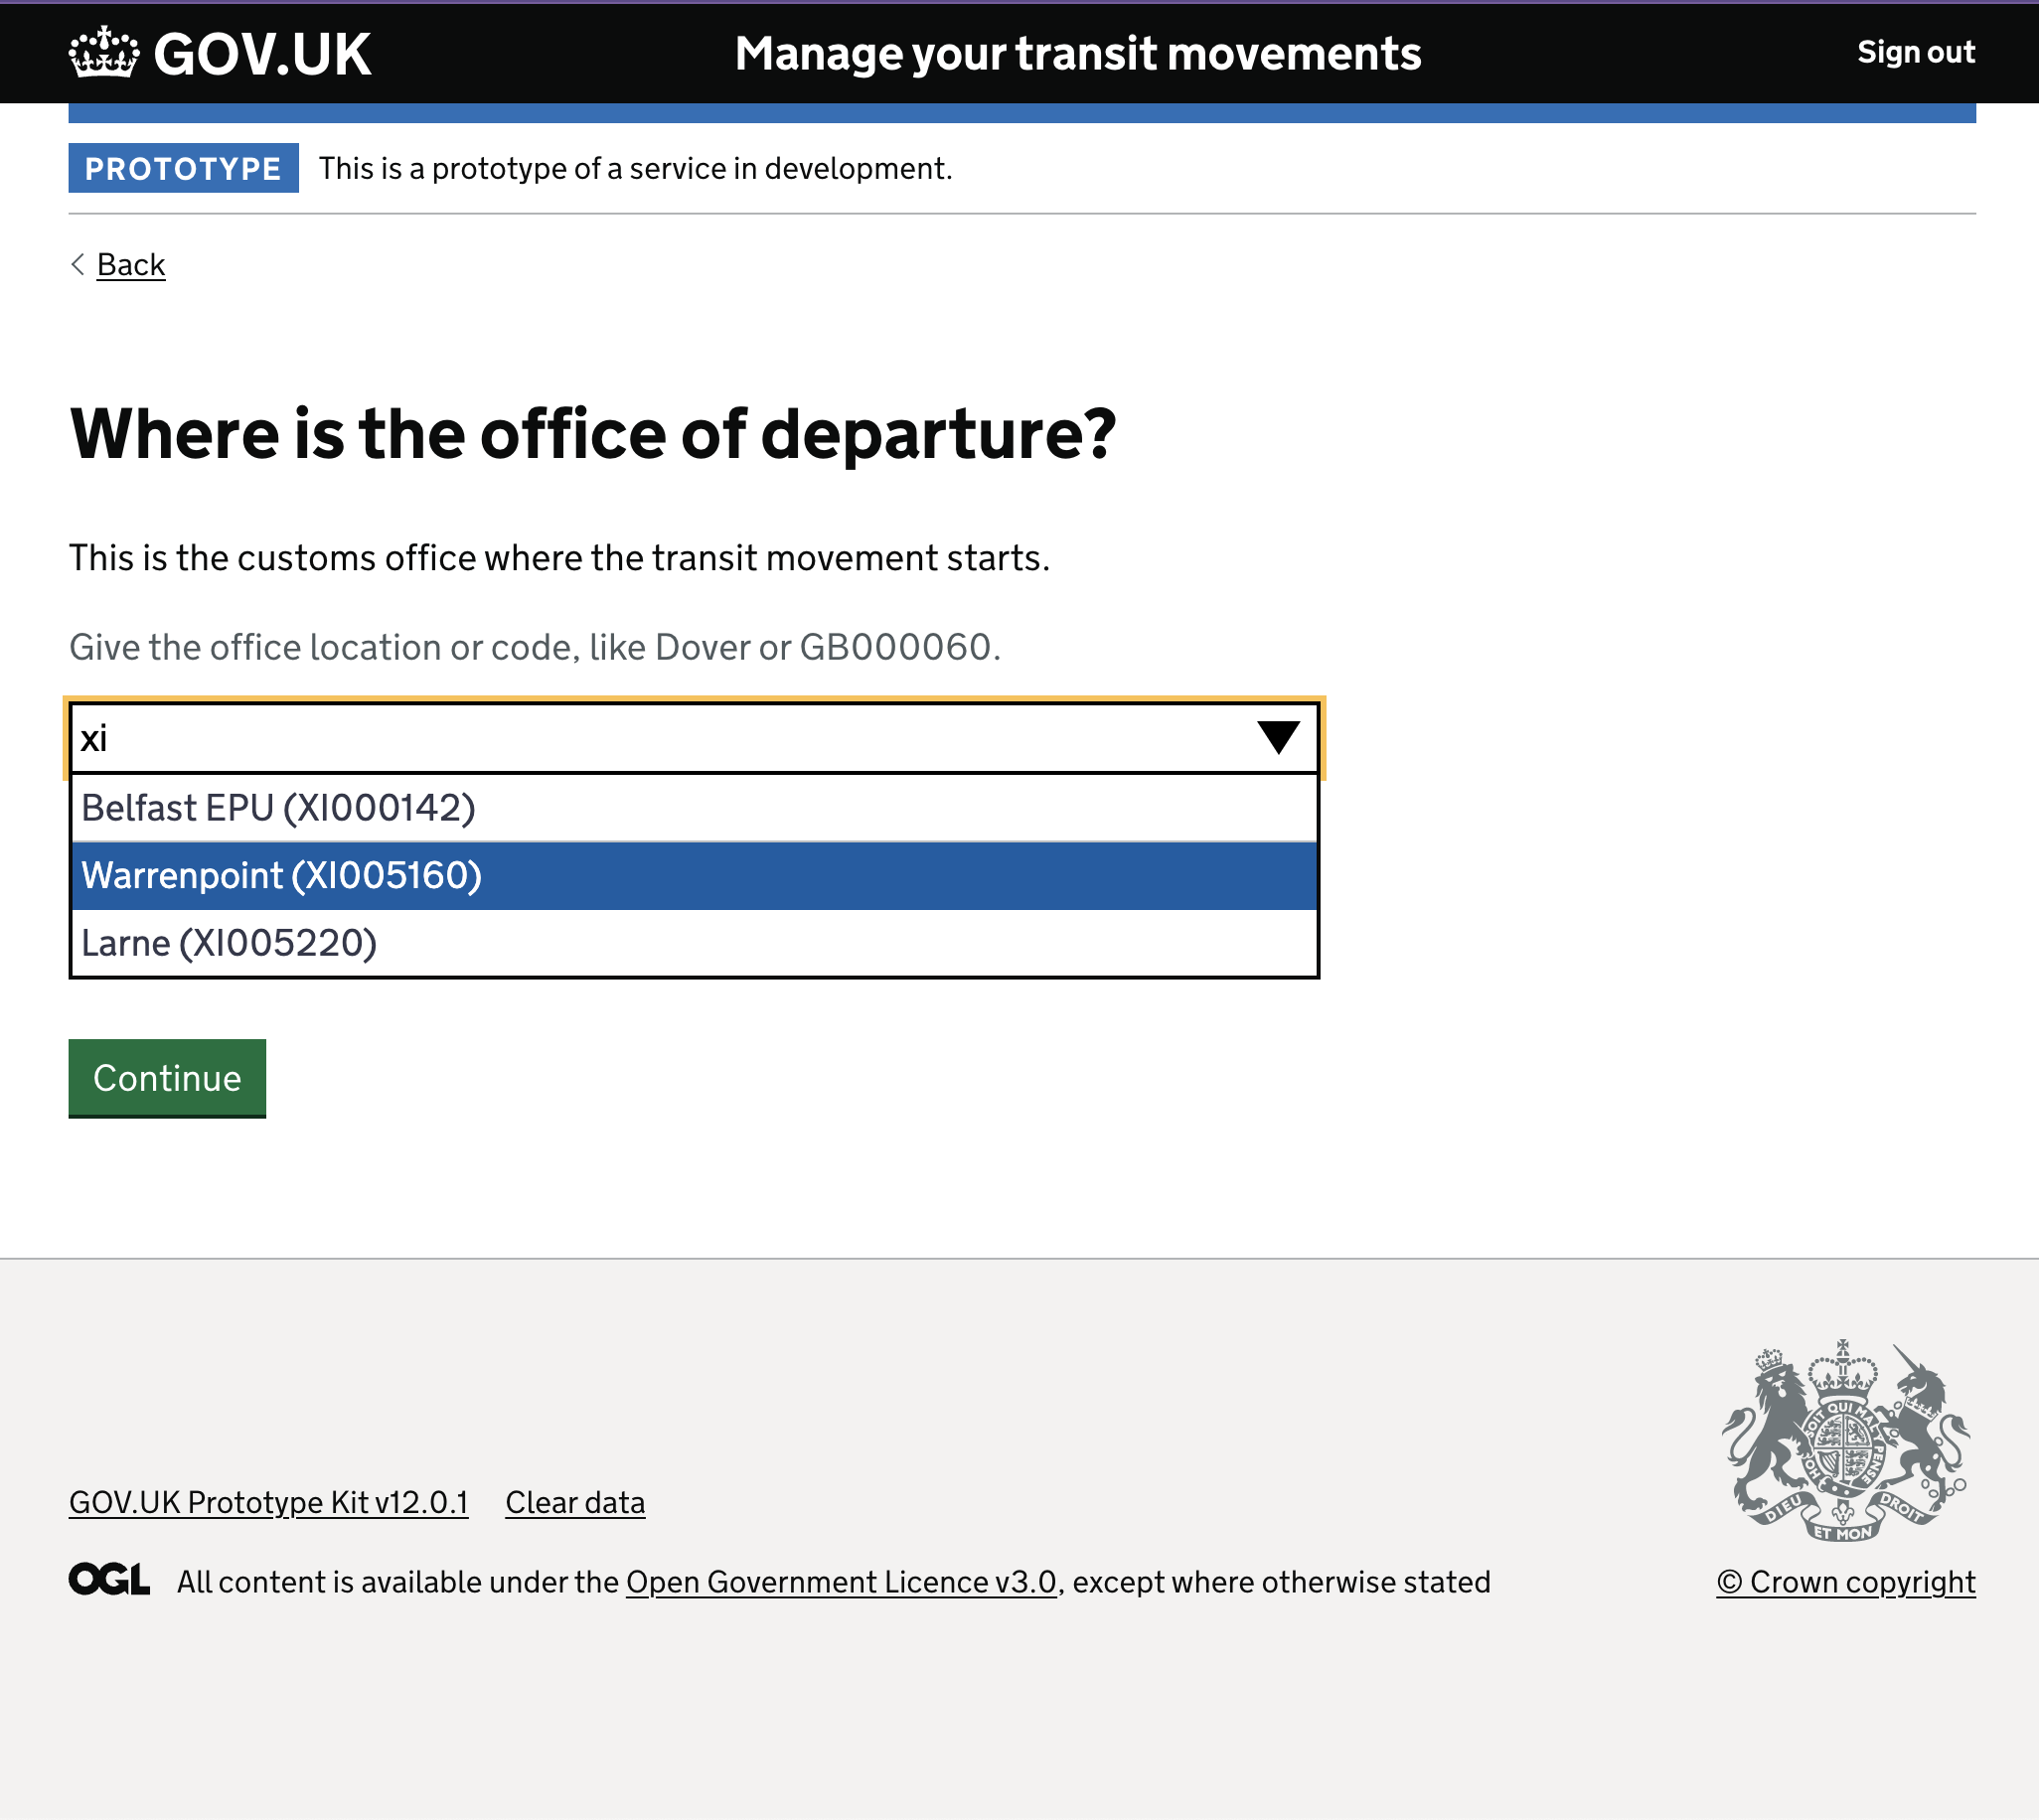 GOV.UK Manage your transit movements Sign out
PROTOTYPE This is a prototype of a service in development.
Back
Where is the office of departure?
This is the customs office where the transit movement starts.
Give the office location or code, like Dover or GB000060.
xi
Belfast EPU (XI000142)
Warrenpoint (XI005160)
Larne (XI005220)
Continue
GOV.UK Prototype Kit v12.0.1 Clear data
OGL All content is available under the Open Government Licence v3.0, except where otherwise stated
SOIT QUI MAL Y PENSE
HON
DIEU ET MON DROIT
© Crown copyright